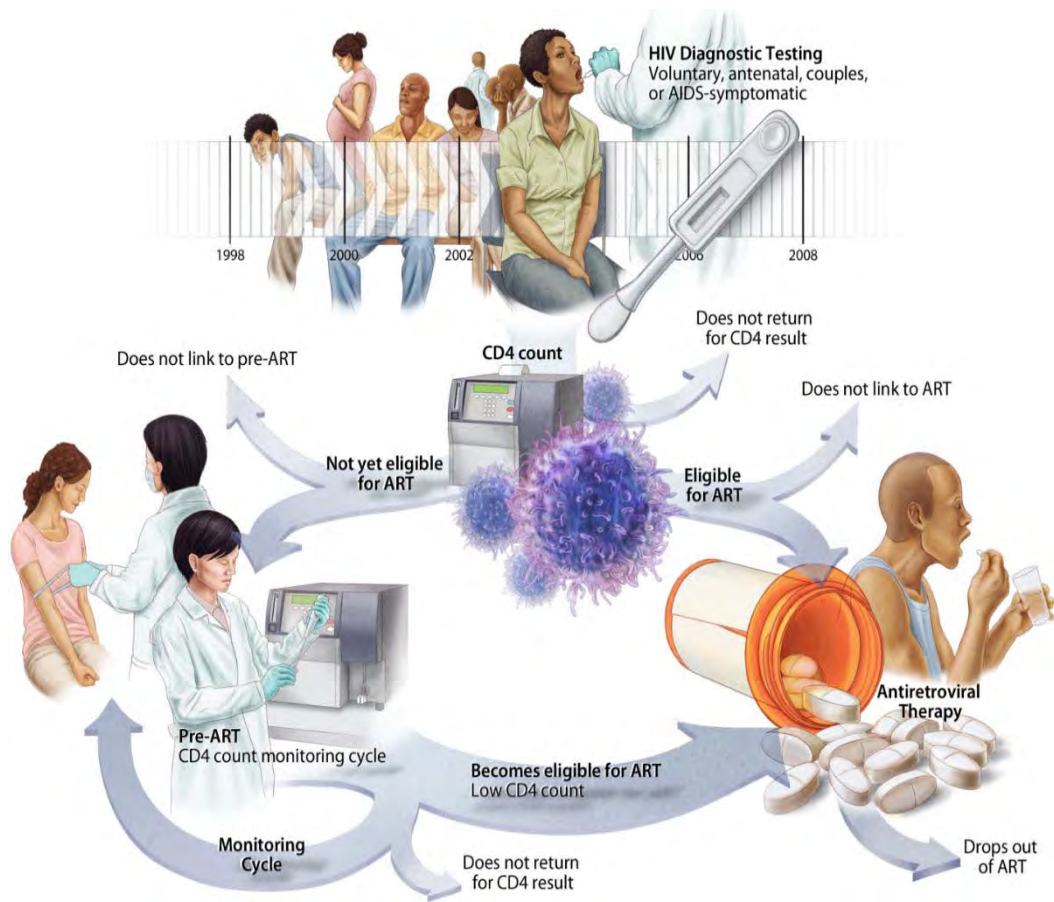 HIV Diagnostic Testing
Voluntary, antenatal, couples,
or AIDS-symptomatic
1998
2000
2002
2006
2008
Does not return
for CD4 result
Does not link to pre-ART
CD4 count
Does not link to ART
Not yet eligible
for ART
Eligible
for ART
Antiretroviral
Therapy
Pre-ART
CD4 count monitoring cycle
Becomes eligible for ART
Low CD4 count
Monitoring
Cycle
Does not return
for CD4 result
Drops out
of ART